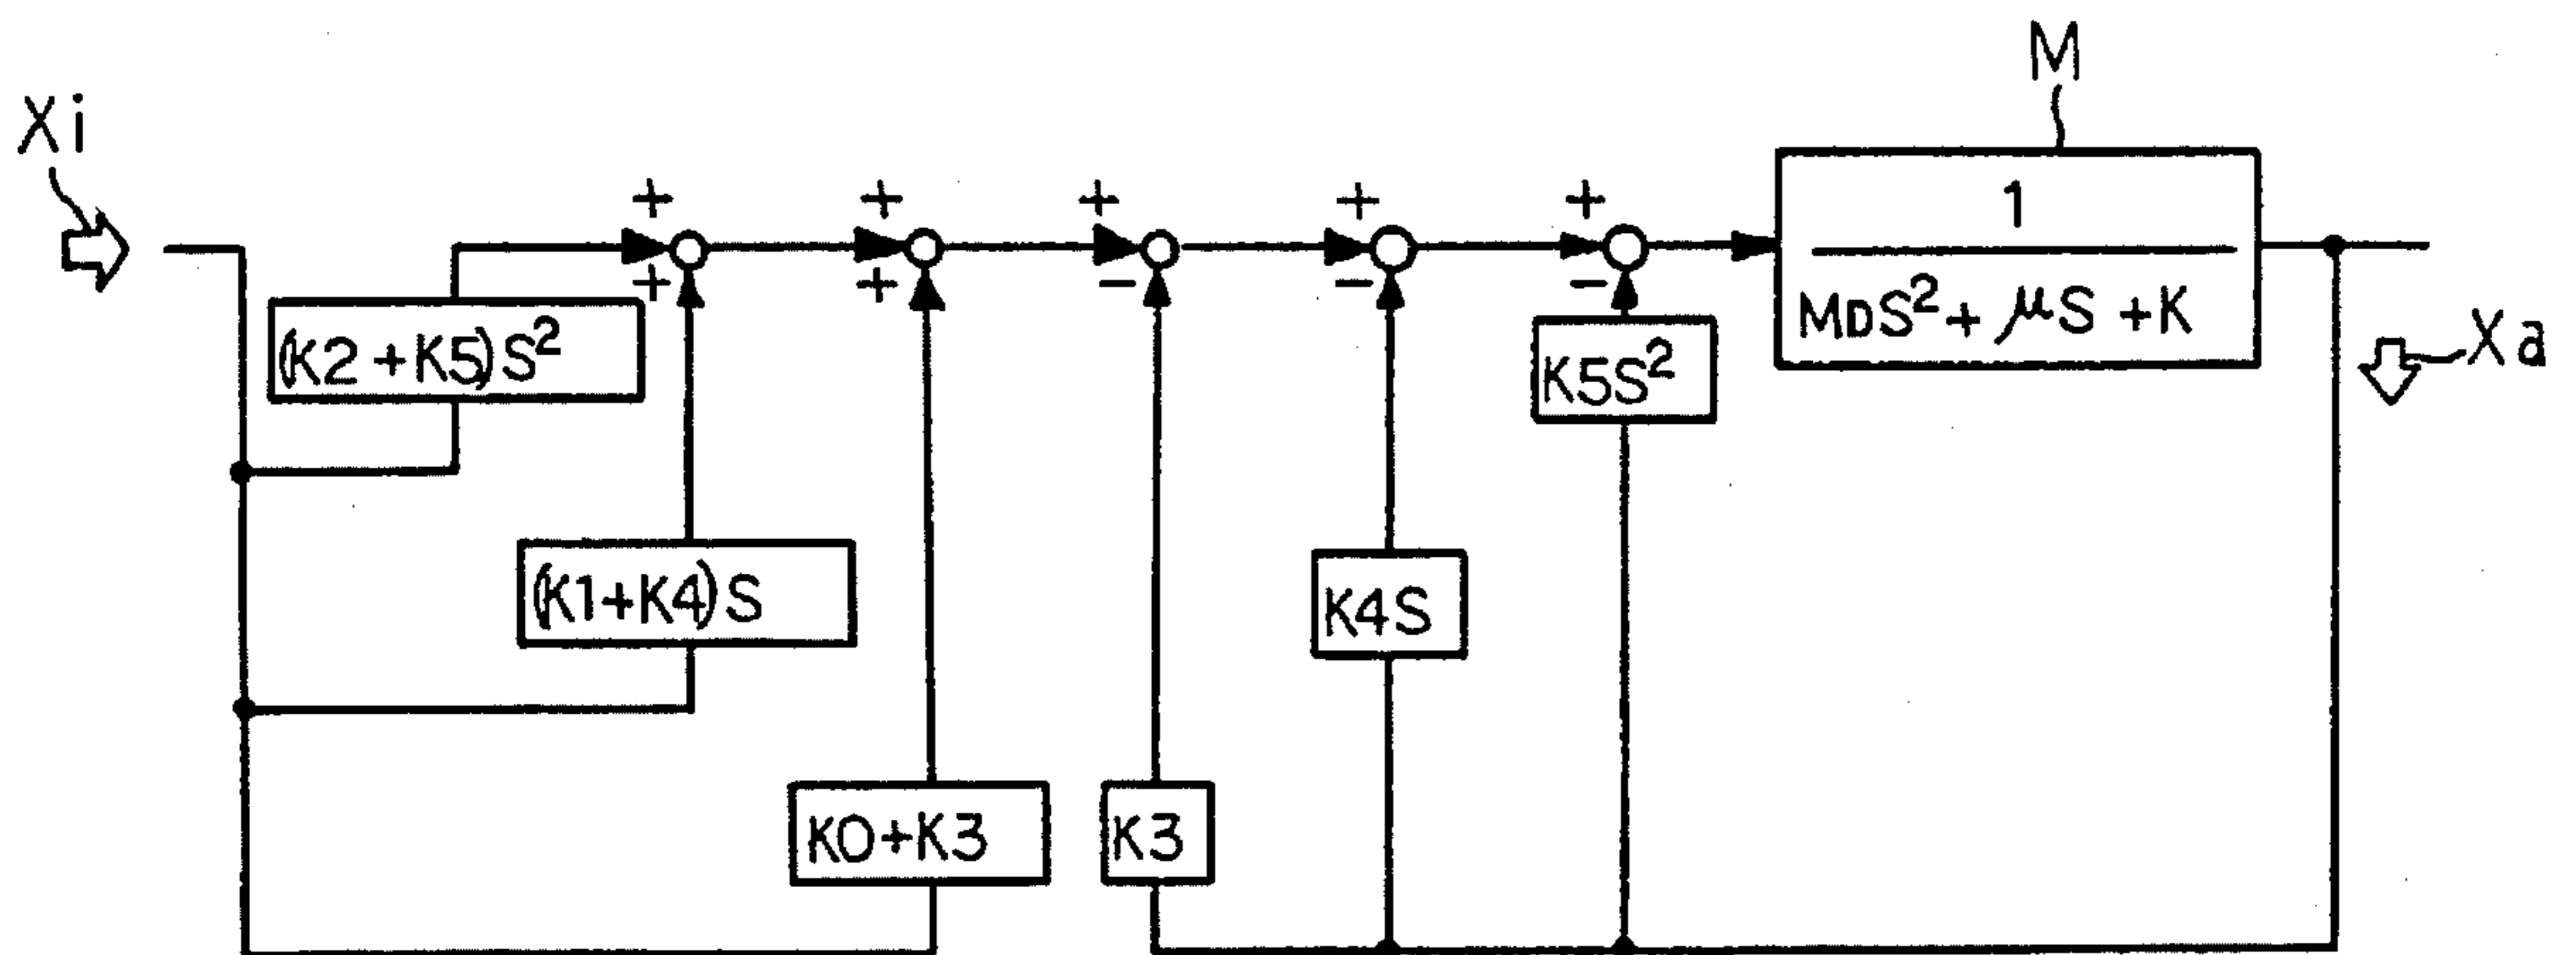 M
Xi
+ + + + +
1
MDS²+ μS +K
+ + − − −
(K2 +K5)S²
K5S²
Xa
(K1+K4)S
K4S
K0+K3
K3